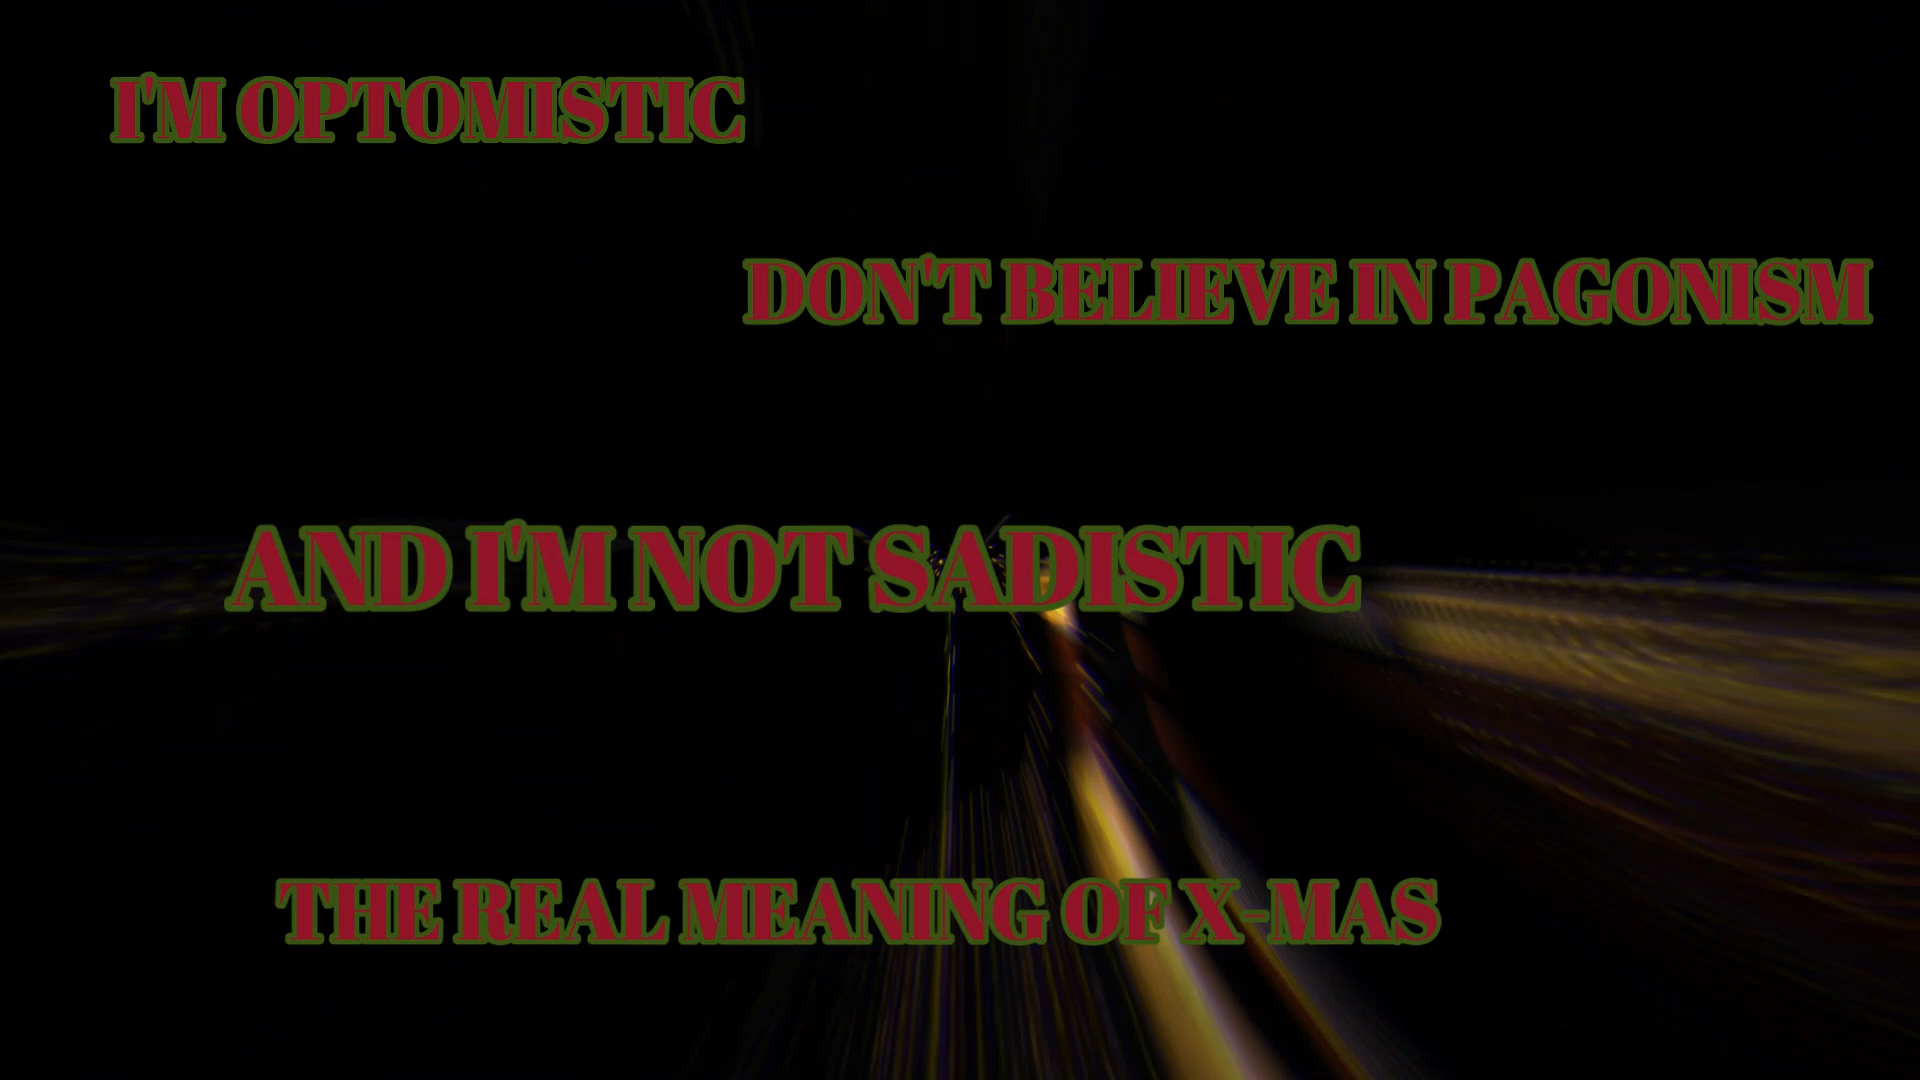 I'M OPTOMISTIC
DON'T BELIEVE IN PAGONISM
AND I'M NOT SADISTIC
THE REAL MEANING OF X-MAS